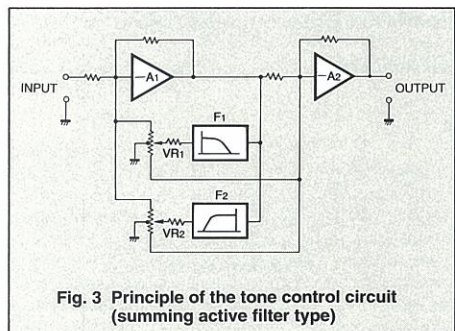 INPUT
–A1
–A2
OUTPUT
F1
VR1
F2
VR2
Fig. 3 Principle of the tone control circuit
(summing active filter type)